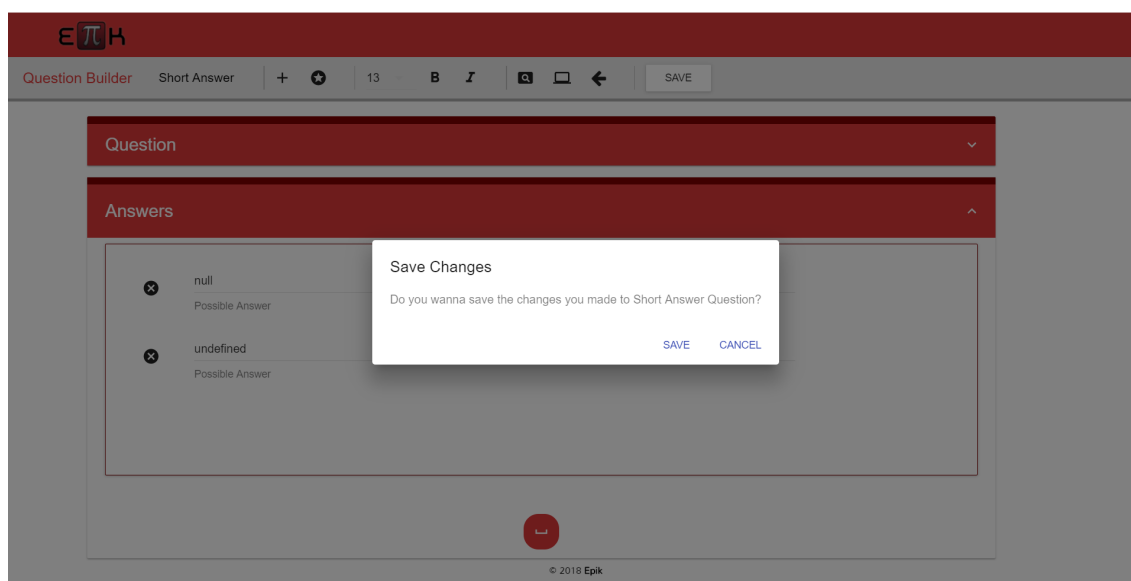 EπK
Question Builder Short Answer 13 B I SAVE
Question
Answers
null
Possible Answer
undefined
Possible Answer
Save Changes
Do you wanna save the changes you made to Short Answer Question?
SAVE CANCEL
© 2018 Epik